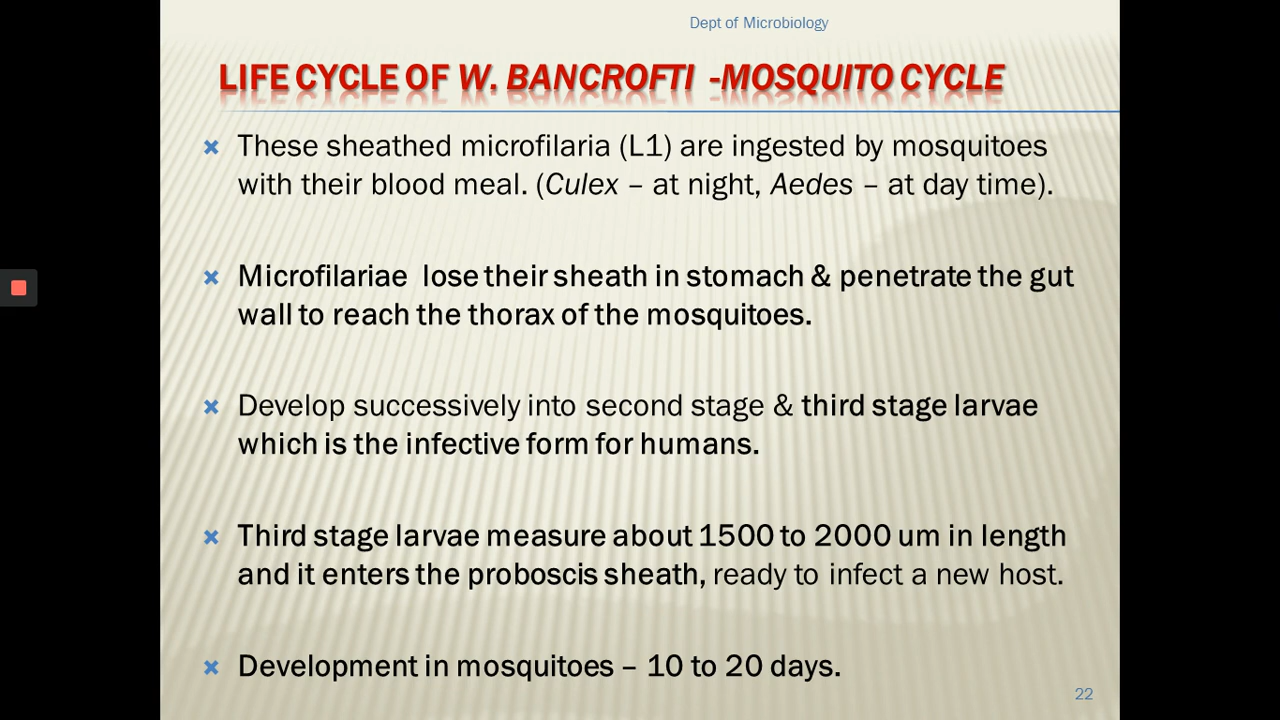 Dept of Microbiology
LIFE CYCLE OF W. BANCROFTI -MOSQUITO CYCLE
These sheathed microfilaria (L1) are ingested by mosquitoes
with their blood meal. (Culex – at night, Aedes – at day time).
Microfilariae lose their sheath in stomach & penetrate the gut
wall to reach the thorax of the mosquitoes.
Develop successively into second stage & third stage larvae
which is the infective form for humans.
Third stage larvae measure about 1500 to 2000 um in length
and it enters the proboscis sheath, ready to infect a new host.
Development in mosquitoes – 10 to 20 days.
22